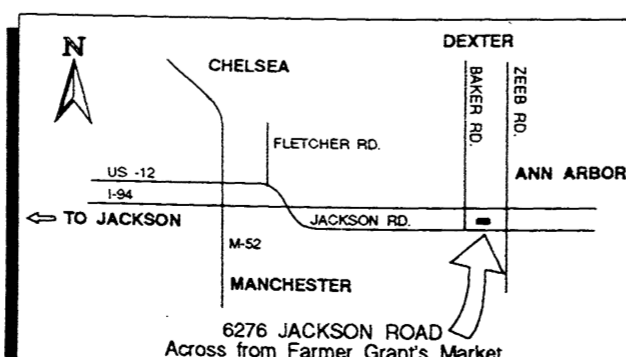 N
DEXTER
CHELSEA
BAKER RD.
ZEEB RD.
FLETCHER RD.
US -12
ANN ARBOR
I-94
TO JACKSON
JACKSON RD.
M-52
MANCHESTER
6276 JACKSON ROAD
Across from Farmer Grant's Market